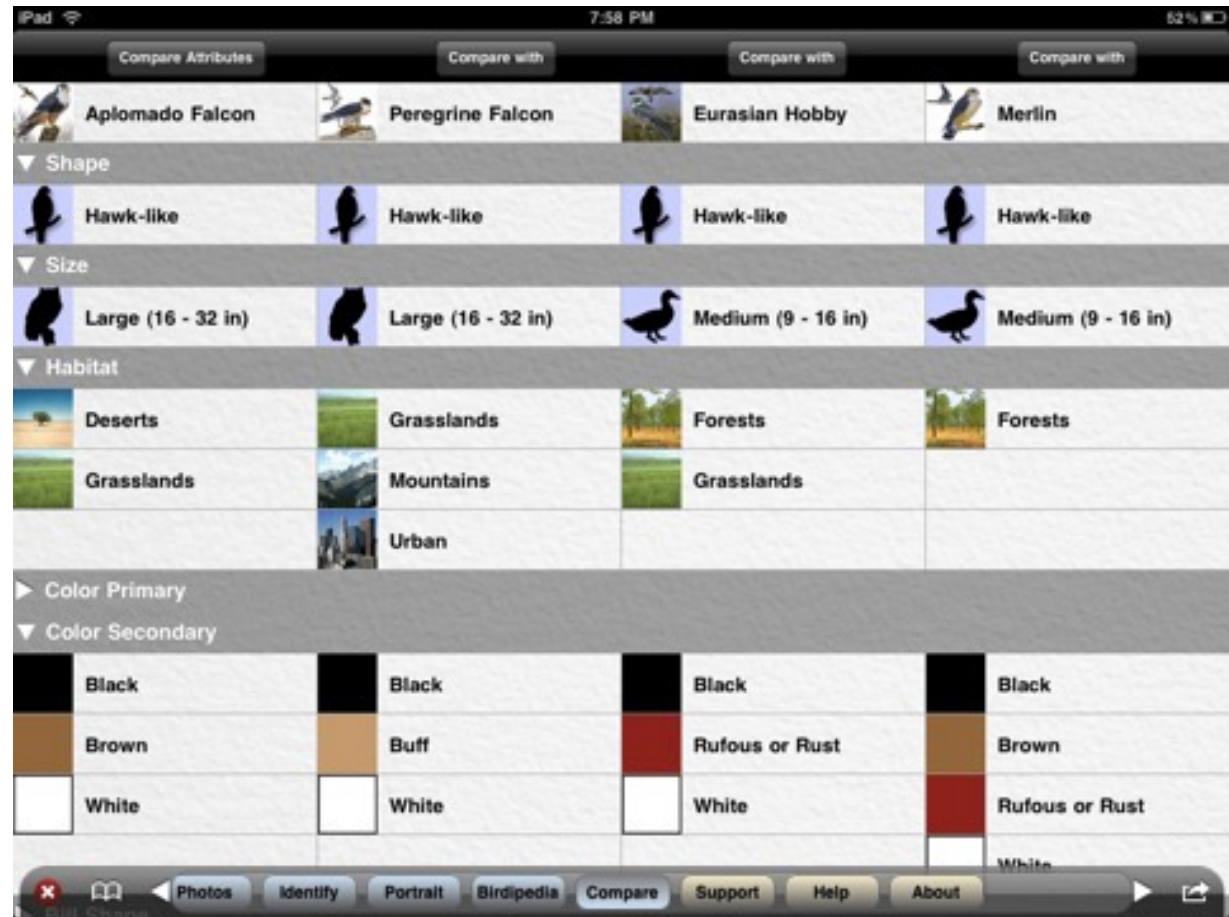 iPad 7:58 PM 52%
Compare Attributes Compare with Compare with Compare with
Aplomado Falcon Peregrine Falcon Eurasian Hobby Merlin
▼ Shape
Hawk-like Hawk-like Hawk-like Hawk-like
▼ Size
Large (16 - 32 in) Large (16 - 32 in) Medium (9 - 16 in) Medium (9 - 16 in)
▼ Habitat
Deserts Grasslands Forests Forests
Grasslands Mountains Grasslands
Urban
▶ Color Primary
▼ Color Secondary
Black Black Black Black
Brown Buff Rufous or Rust Brown
White White White Rufous or Rust
White
Photos Identify Portrait Birdipedia Compare Support Help About
Bill Shape